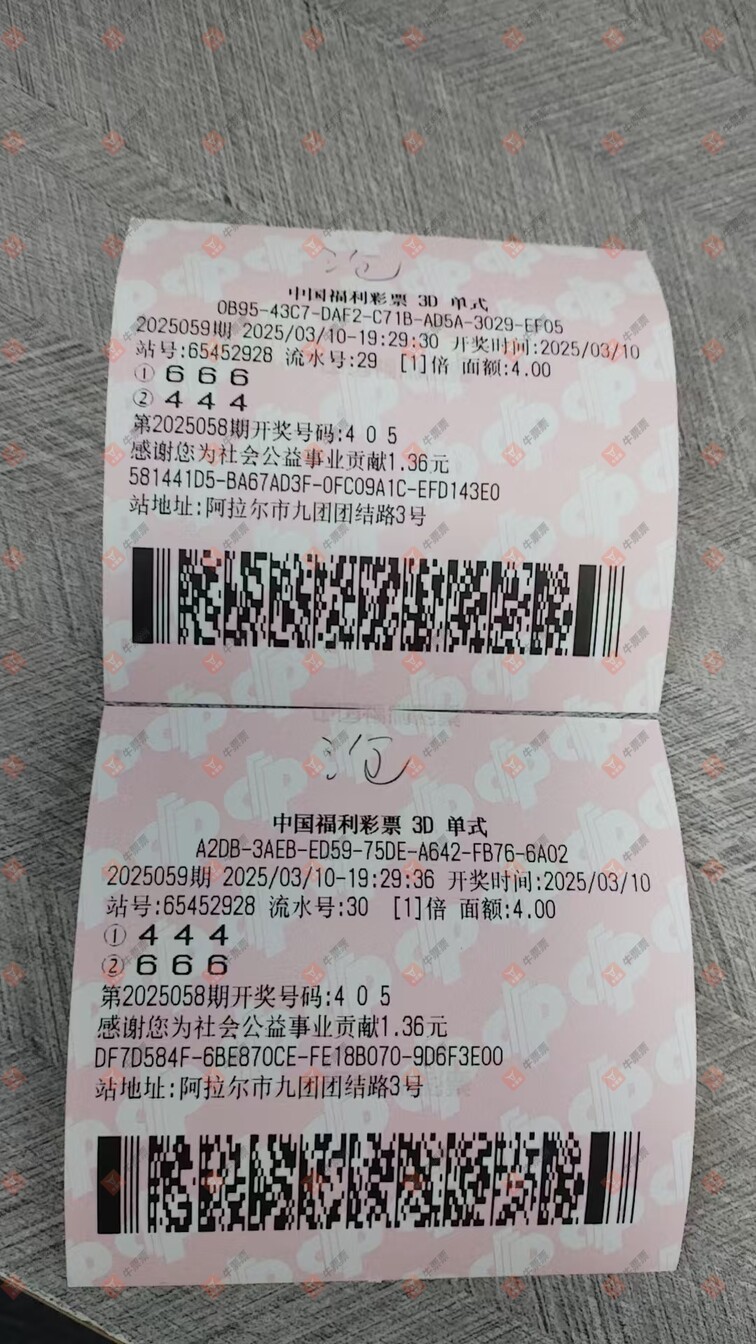 中国福利彩票 3D 单式
0B95-43C7-DAF2-C71B-AD5A-3029-EF05
2025059期 2025/03/10-19:29:30 开奖时间:2025/03/10
站号:65452928 流水号:29 [1]倍 面额:4.00
① 6 6 6
② 4 4 4
第2025058期开奖号码:4 0 5
感谢您为社会公益事业贡献1.36元
581441D5-BA67AD3F-0FC09A1C-EFD143E0
站地址:阿拉尔市九团团结路3号
中国福利彩票 3D 单式
A2DB-3AEB-ED59-75DE-A642-FB76-6A02
2025059期 2025/03/10-19:29:36 开奖时间:2025/03/10
站号:65452928 流水号:30 [1]倍 面额:4.00
① 4 4 4
② 6 6 6
第2025058期开奖号码:4 0 5
感谢您为社会公益事业贡献1.36元
DF7D584F-6BE870CE-FE18B070-9D6F3E00
站地址:阿拉尔市九团团结路3号
牛票票